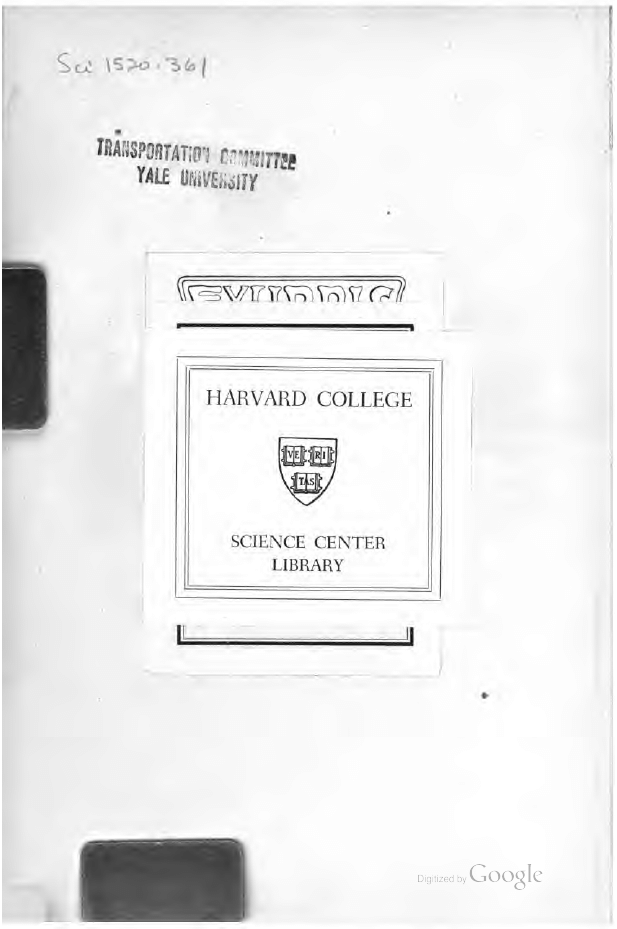 Sci 1520.361
TRANSPORTATION COMMITTEE
YALE UNIVERSITY
HARVARD COLLEGE
VE RI
TAS
SCIENCE CENTER
LIBRARY
Digitized by Google